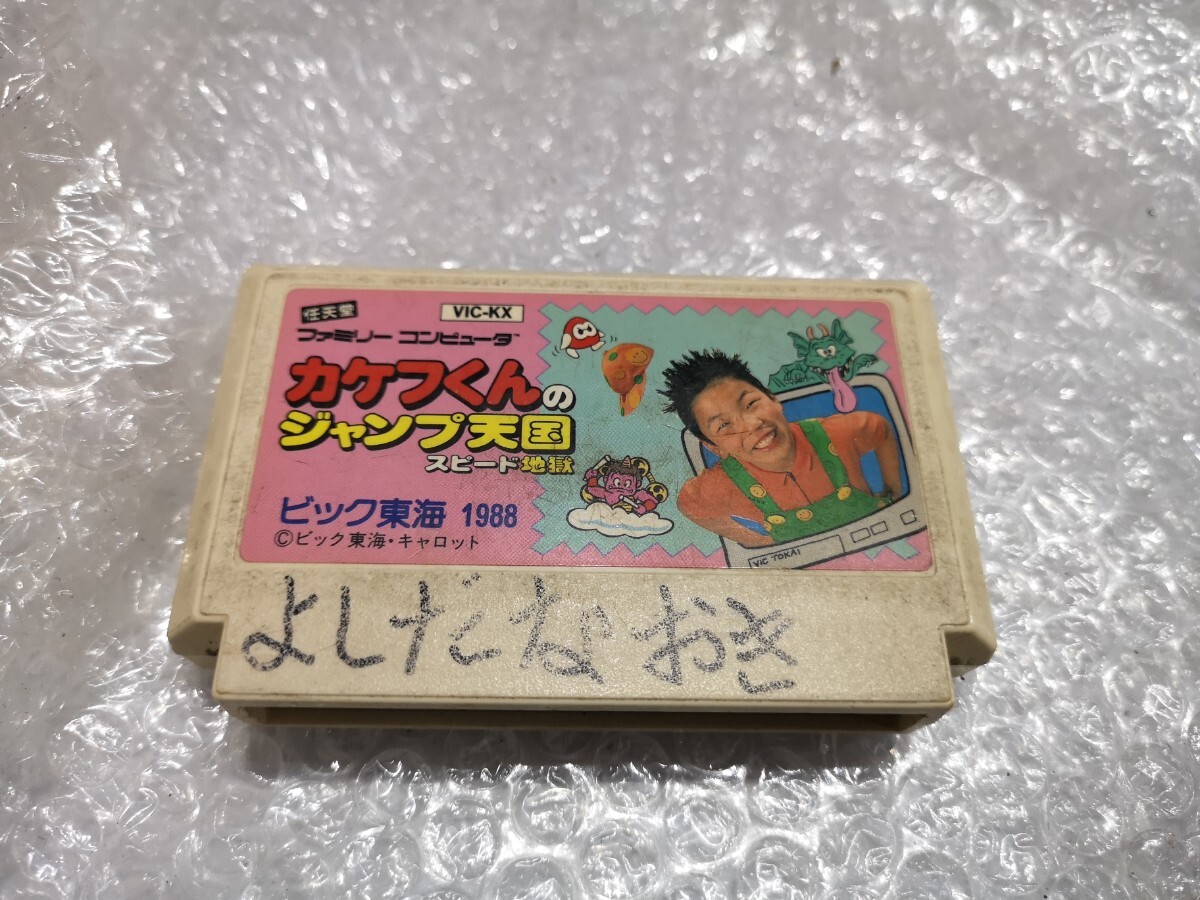 任天堂
VIC-KX
ファミリー コンピュータ™
カケフくんの
ジャンプ天国
スピード地獄
ビック東海 1988
©ビック東海・キャロット
VIC TOKAI
よしだなおき